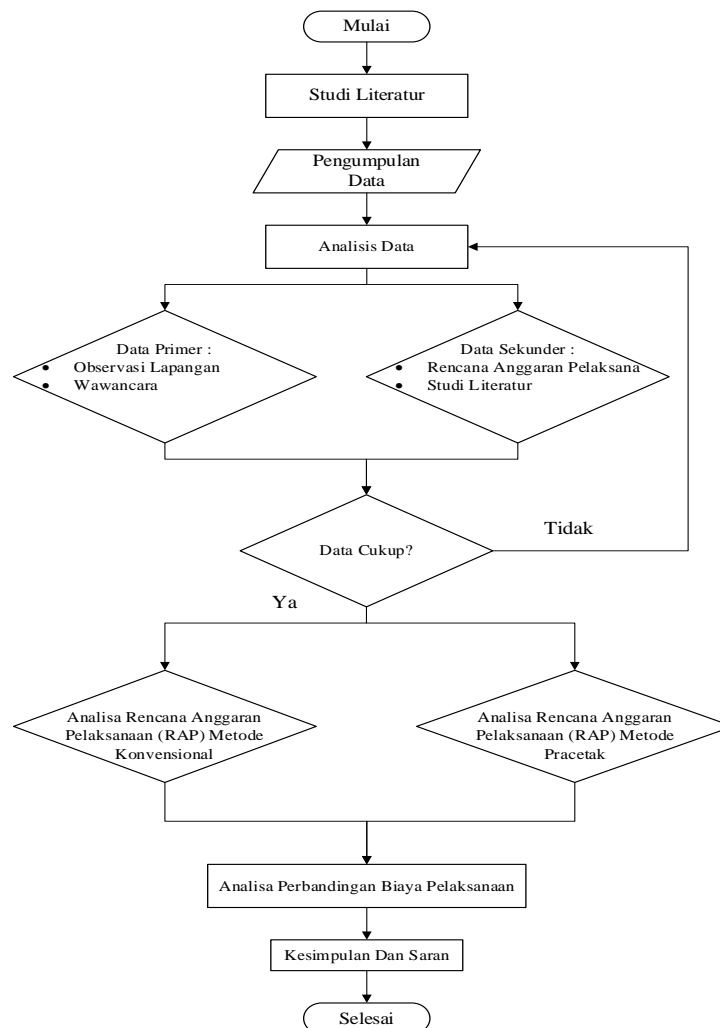 Mulai
Studi Literatur
Pengumpulan
Data
Analisis Data
Data Primer :
• Observasi Lapangan
• Wawancara
Data Sekunder :
• Rencana Anggaran Pelaksana
• Studi Literatur
Data Cukup?
Tidak
Ya
Analisa Rencana Anggaran
Pelaksanaan (RAP) Metode
Konvensional
Analisa Rencana Anggaran
Pelaksanaan (RAP) Metode
Pracetak
Analisa Perbandingan Biaya Pelaksanaan
Kesimpulan Dan Saran
Selesai